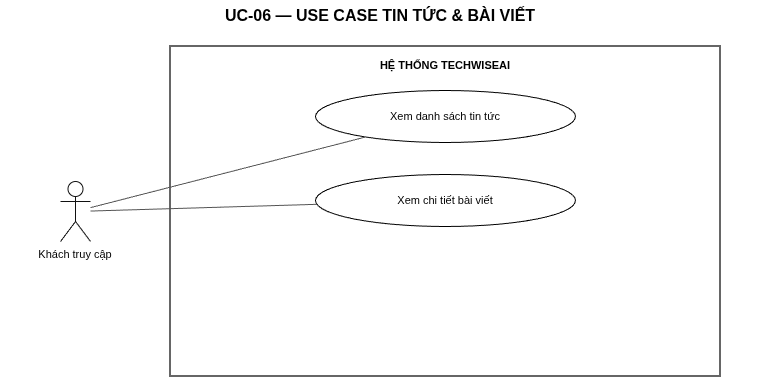 UC-06 — USE CASE TIN TỨC & BÀI VIẾT
HỆ THỐNG TECHWISEAI
Xem danh sách tin tức
Xem chi tiết bài viết
Khách truy cập